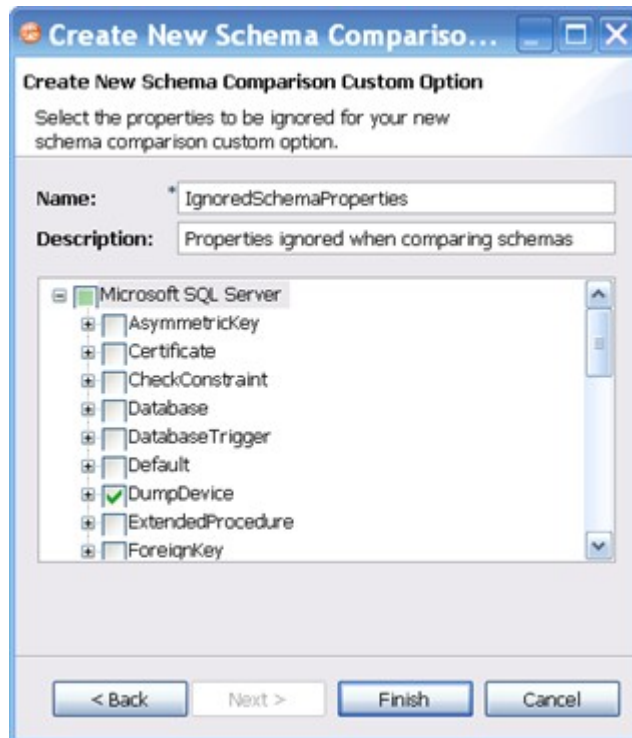 Create New Schema Compariso...
Create New Schema Comparison Custom Option
Select the properties to be ignored for your new
schema comparison custom option.
Name: * IgnoredSchemaProperties
Description: Properties ignored when comparing schemas
Microsoft SQL Server
AsymmetricKey
Certificate
CheckConstraint
Database
DatabaseTrigger
Default
DumpDevice
ExtendedProcedure
ForeignKey
< Back Next > Finish Cancel